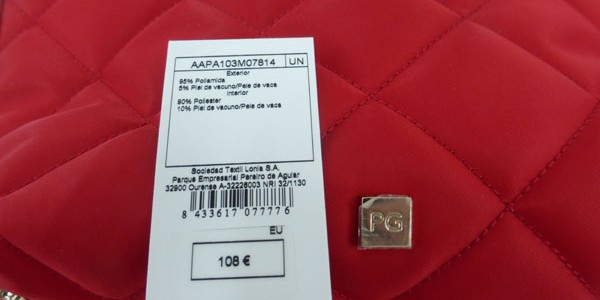 AAPA103M07814 UN
Exterior
95% Poliamida
5% Piel de vacuno/Pele de vaca
Interior
90% Poliester
10% Piel de vacuno/Pele de vaca
Sociedad Textil Lonia S.A.
Parque Empresarial Pereiro de Aguiar
32900 Ourense A-32226003 NRI 32/1130
8 433617 077776
EU
108 €
PG